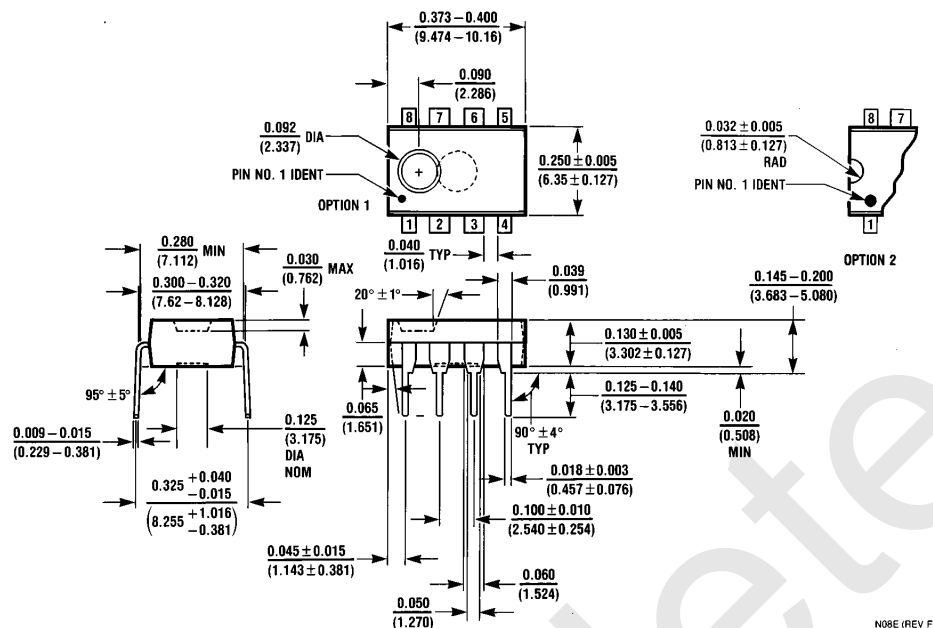 0.373 – 0.400
(9.474 – 10.16)
0.090
(2.286)
8 7 6 5
0.092 DIA
(2.337)
PIN NO. 1 IDENT
OPTION 1
0.250 ± 0.005
(6.35 ± 0.127)
1 2 3 4
8 7
0.032 ± 0.005
(0.813 ± 0.127)
RAD
PIN NO. 1 IDENT
1
OPTION 2
0.280 MIN
(7.112)
0.030 MAX
(0.762)
0.300 – 0.320
(7.62 – 8.128)
0.040 TYP
(1.016)
0.039
(0.991)
0.145 – 0.200
(3.683 – 5.080)
20° ± 1°
0.130 ± 0.005
(3.302 ± 0.127)
95° ± 5°
0.125 – 0.140
(3.175 – 3.556)
0.065
(1.651)
0.020
(0.508)
MIN
90° ± 4°
TYP
0.009 – 0.015
(0.229 – 0.381)
0.125
(3.175)
DIA
NOM
0.018 ± 0.003
(0.457 ± 0.076)
0.325 +0.040
−0.015
(8.255 +1.016
−0.381)
0.100 ± 0.010
(2.540 ± 0.254)
0.045 ± 0.015
(1.143 ± 0.381)
0.060
(1.524)
0.050
(1.270)
N08E (REV F
lete